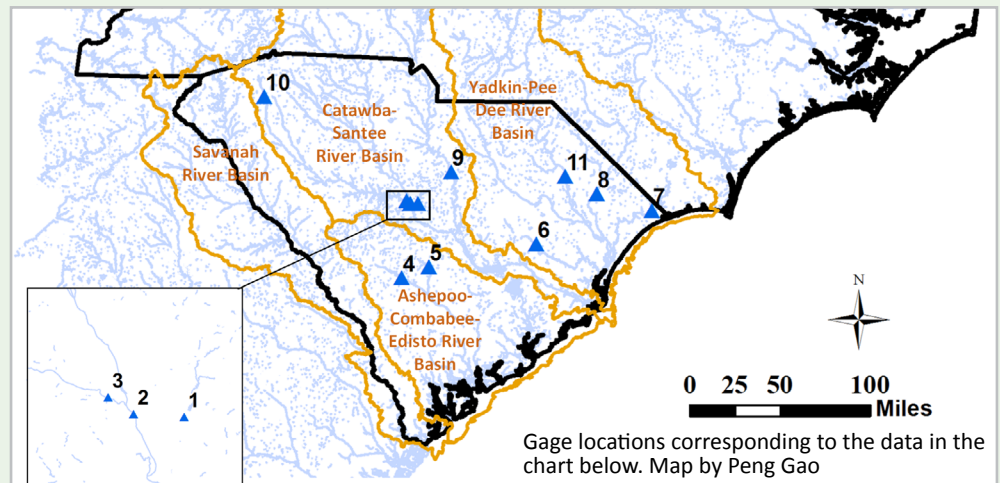 10
Catawba-
Santee
River Basin
Yadkin-Pee
Dee River
Basin
Savanah
River Basin
9
11
8
7
6
5
4
Ashepoo-
Combabee-
Edisto River
Basin
3
2
1
N
0 25 50 100
Miles
Gage locations corresponding to the data in the
chart below. Map by Peng Gao